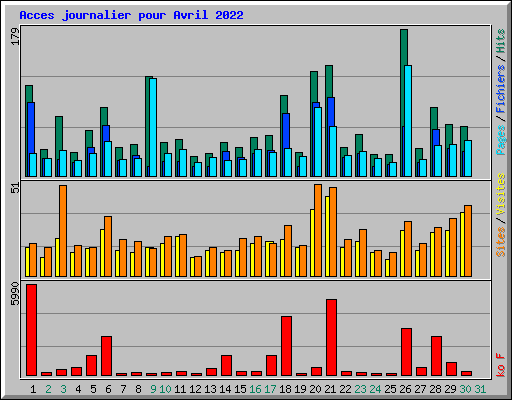 Acces journalier pour Avril 2022
179
51
5990
Pages / Fichiers / Hits
Sites / Visites
ko F
1 2 3 4 5 6 7 8 9 10 11 12 13 14 15 16 17 18 19 20 21 22 23 24 25 26 27 28 29 30 31